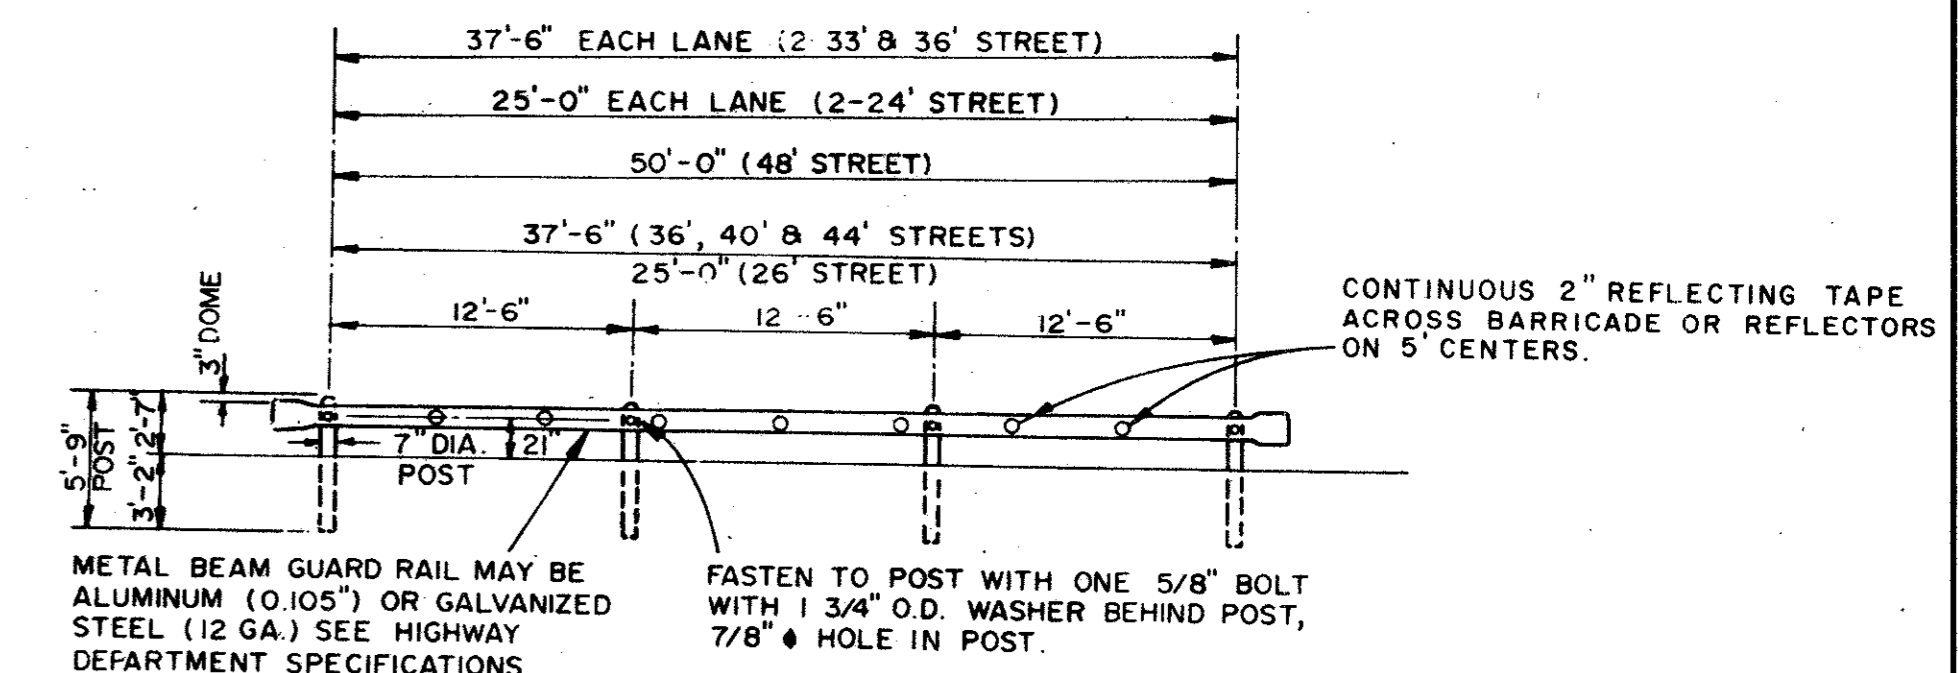 37'-6" EACH LANE (2 33' & 36' STREET)
25'-0" EACH LANE (2-24' STREET)
50'-0" (48' STREET)
37'-6" (36', 40' & 44' STREETS)
25'-0" (26' STREET)
12'-6"
12 - 6"
12'-6"
3" DOME
CONTINUOUS 2" REFLECTING TAPE
ACROSS BARRICADE OR REFLECTORS
ON 5' CENTERS.
5'-9"
POST
2'-7"
3'-2"
7" DIA.
POST
21"
METAL BEAM GUARD RAIL MAY BE
ALUMINUM (0.105") OR GALVANIZED
STEEL (12 GA.) SEE HIGHWAY
DEPARTMENT SPECIFICATIONS
FASTEN TO POST WITH ONE 5/8" BOLT
WITH 1 3/4" O.D. WASHER BEHIND POST,
7/8" ⌀ HOLE IN POST.